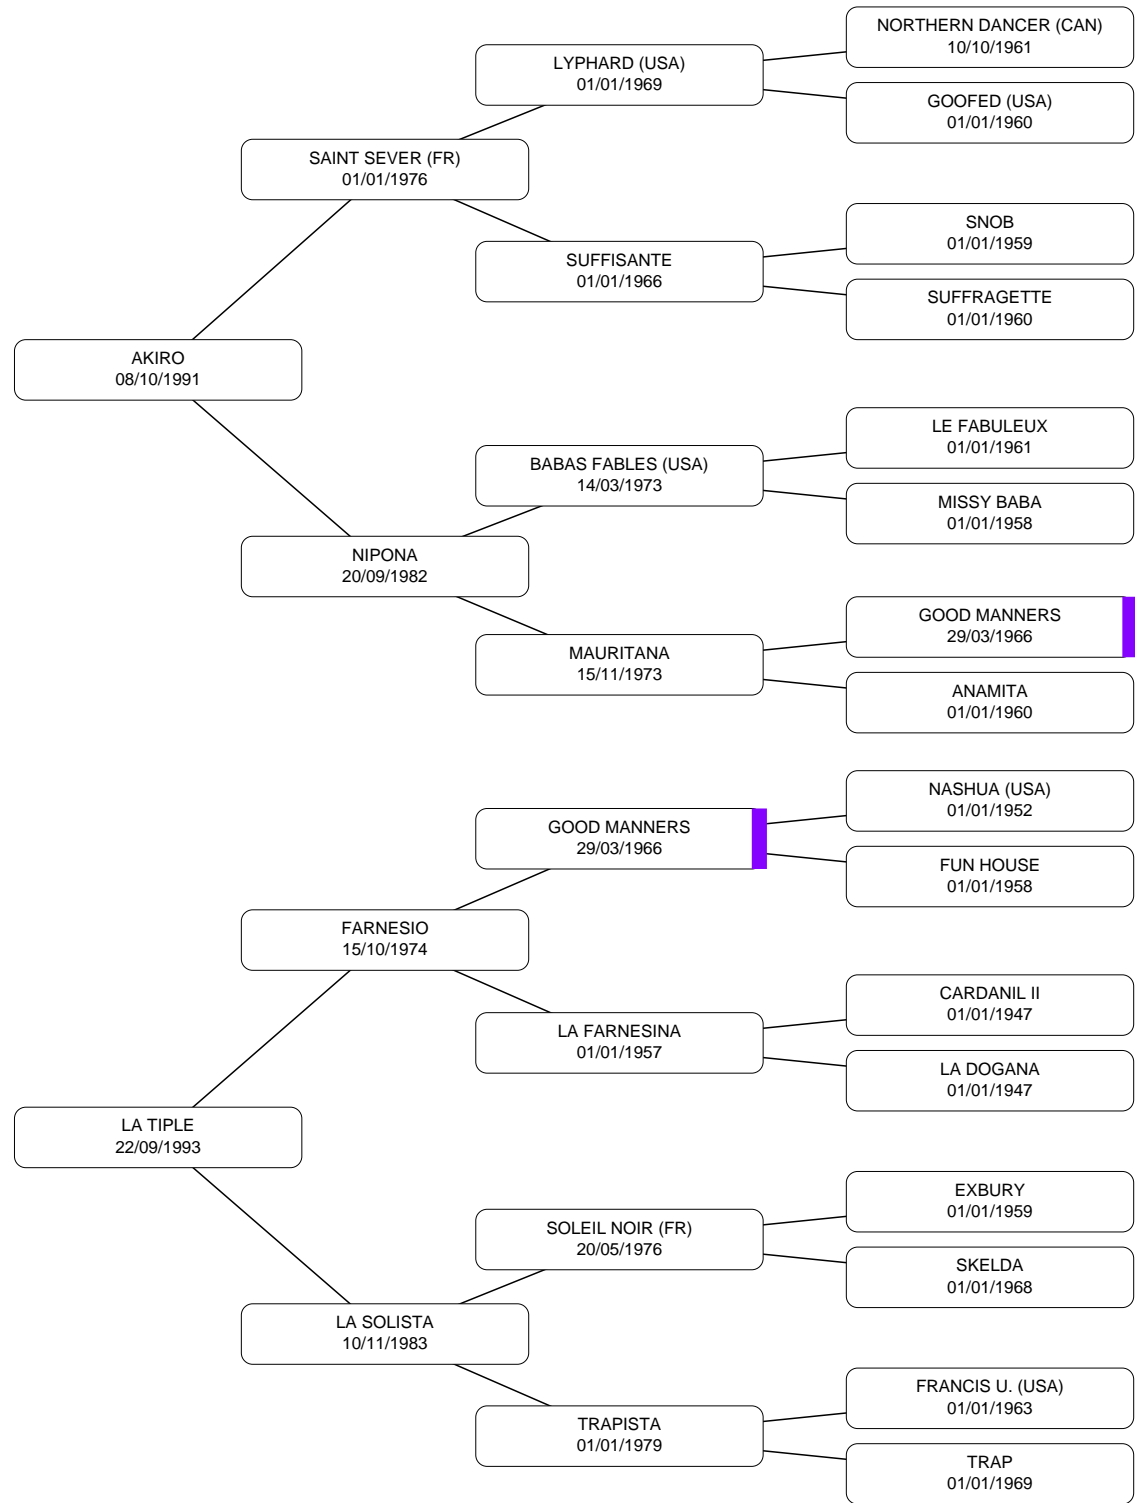 NORTHERN DANCER (CAN)
10/10/1961
LYPHARD (USA)
01/01/1969
GOOFED (USA)
01/01/1960
SAINT SEVER (FR)
01/01/1976
SNOB
01/01/1959
SUFFISANTE
01/01/1966
SUFFRAGETTE
01/01/1960
AKIRO
08/10/1991
LE FABULEUX
01/01/1961
BABAS FABLES (USA)
14/03/1973
MISSY BABA
01/01/1958
NIPONA
20/09/1982
GOOD MANNERS
29/03/1966
MAURITANA
15/11/1973
ANAMITA
01/01/1960
NASHUA (USA)
01/01/1952
GOOD MANNERS
29/03/1966
FUN HOUSE
01/01/1958
FARNESIO
15/10/1974
CARDANIL II
01/01/1947
LA FARNESINA
01/01/1957
LA DOGANA
01/01/1947
LA TIPLE
22/09/1993
EXBURY
01/01/1959
SOLEIL NOIR (FR)
20/05/1976
SKELDA
01/01/1968
LA SOLISTA
10/11/1983
FRANCIS U. (USA)
01/01/1963
TRAPISTA
01/01/1979
TRAP
01/01/1969